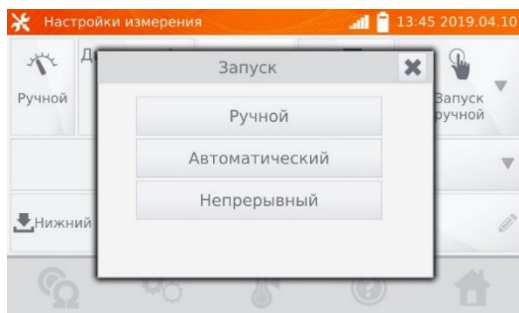 Настройки измерения 13:45 2019.04.10
Запуск
Ручной
Ручной
Автоматический
Непрерывный
Запуск
ручной
Нижний